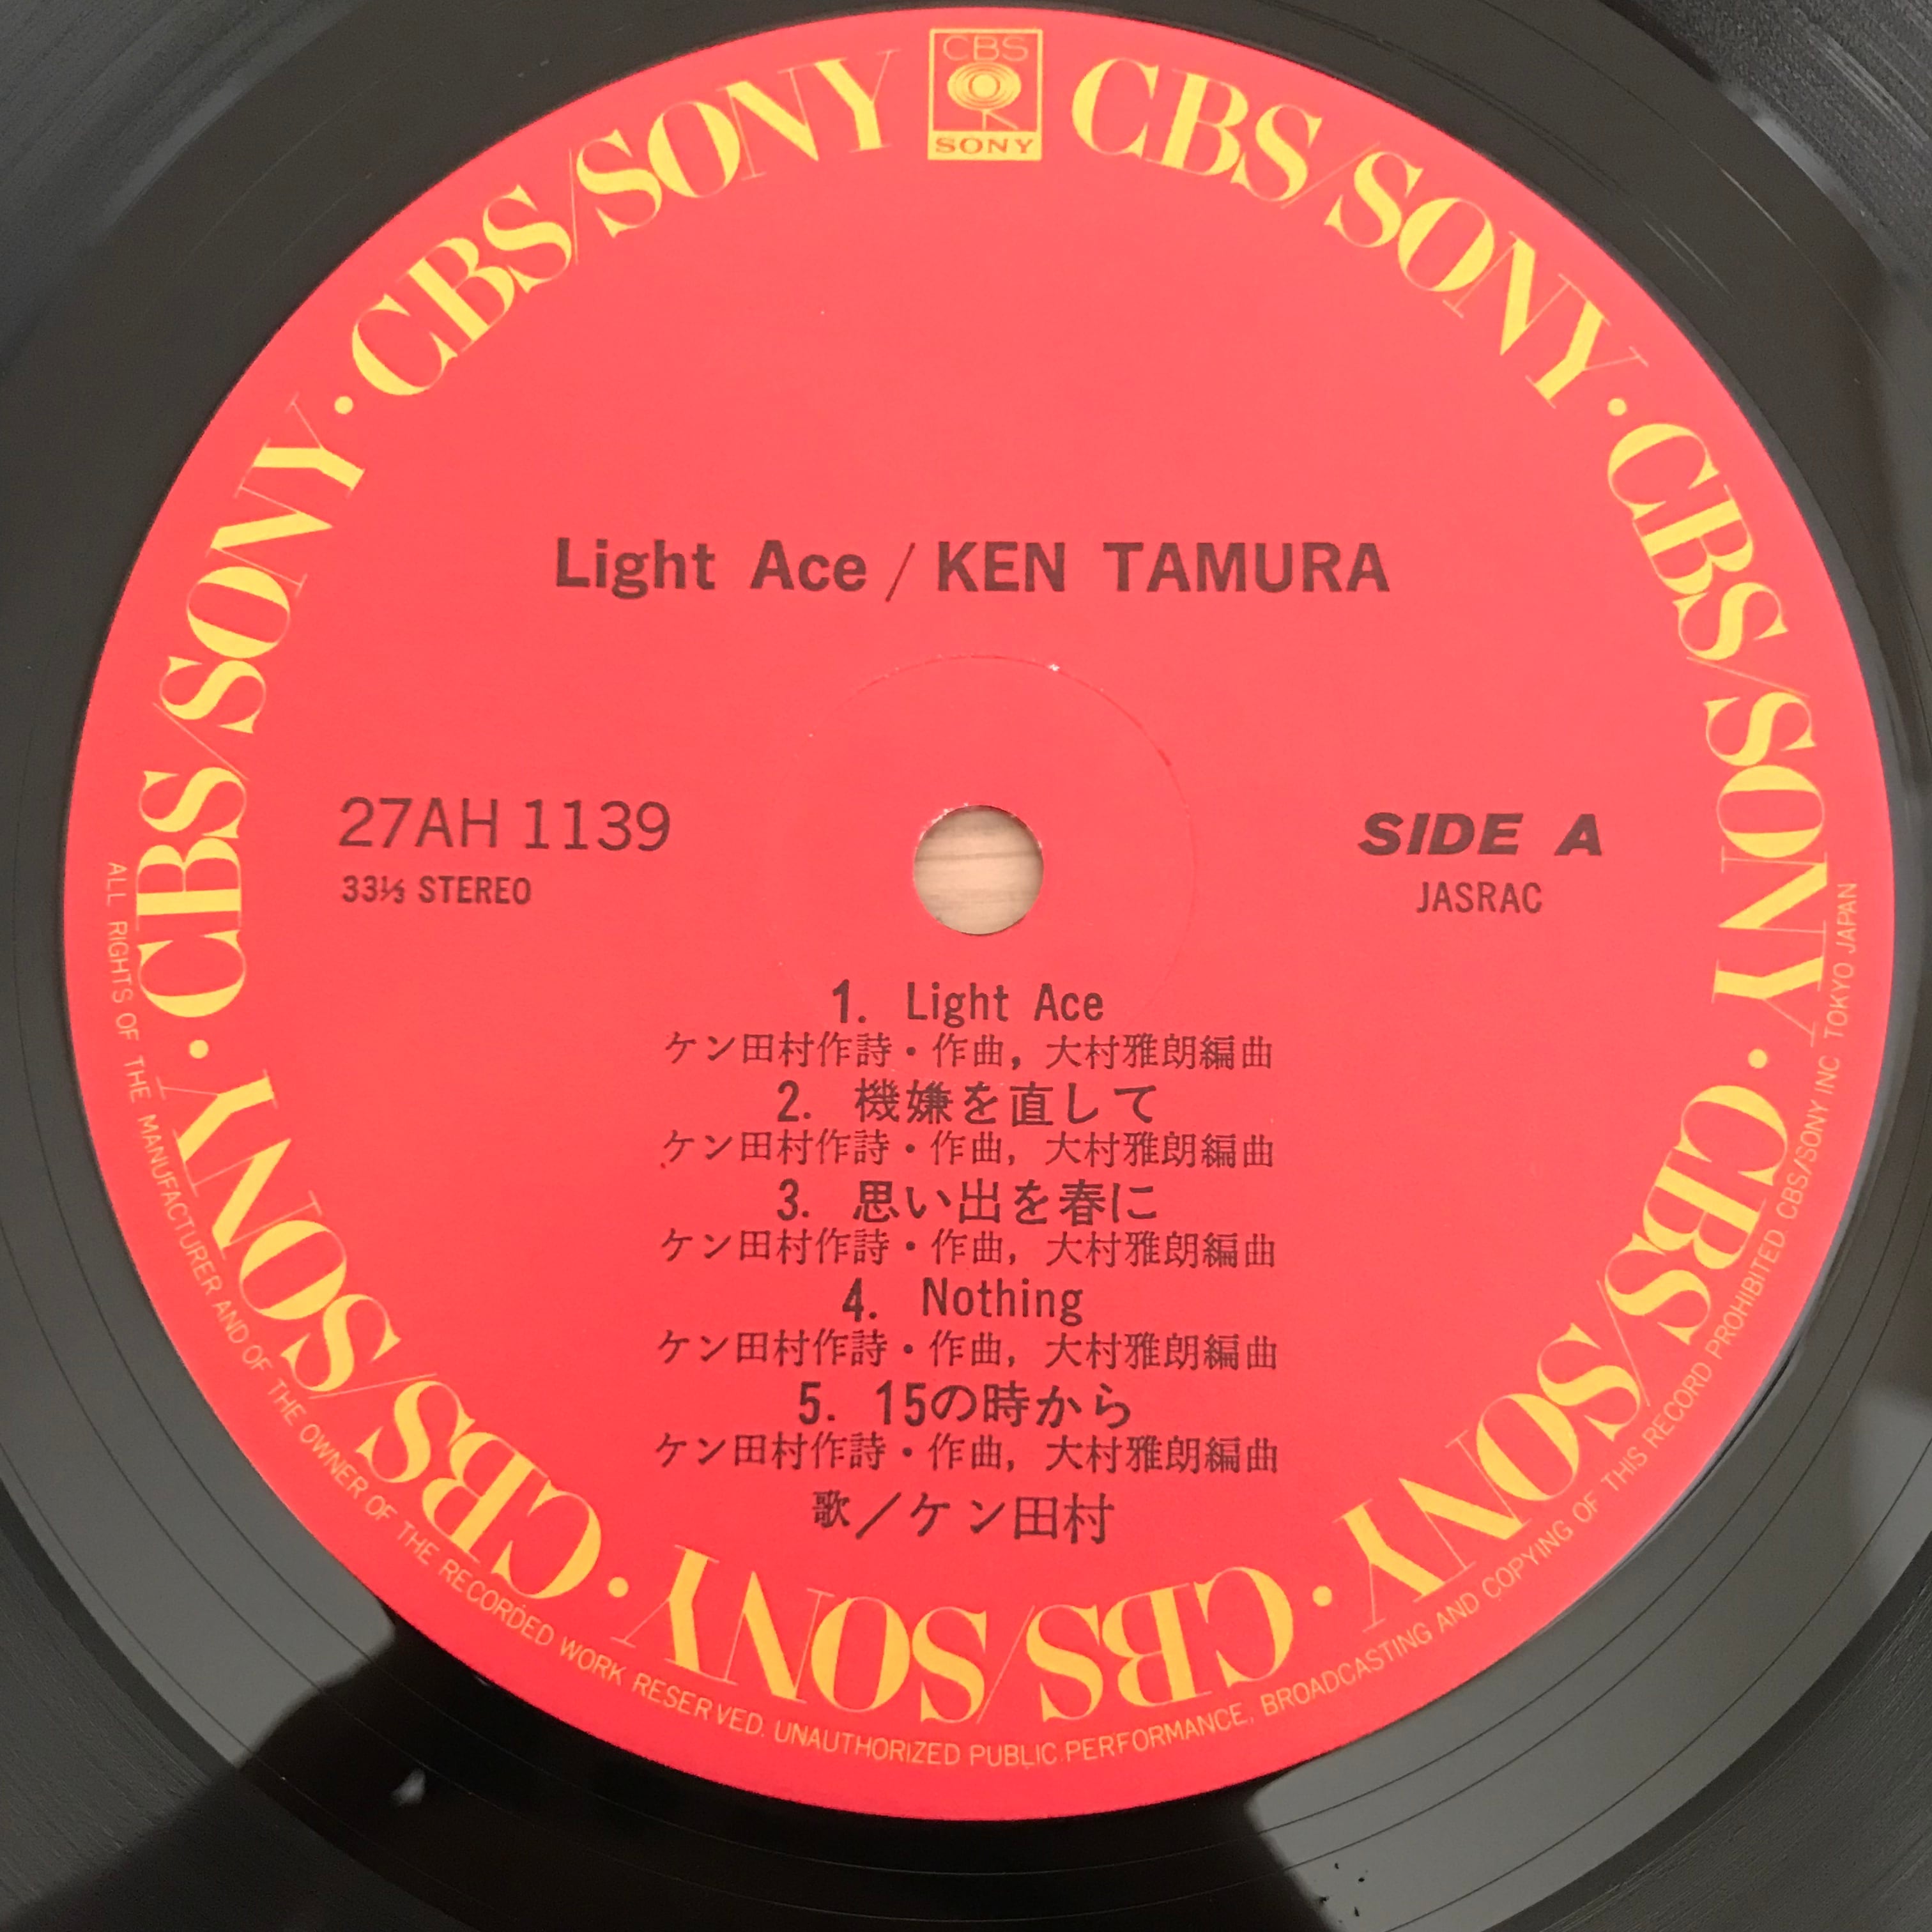 CBS
SONY
CBS/SONY · CBS/SONY · CBS/SONY · CBS/SONY · CBS/SONY · CBS/SONY · CBS/SONY
Light Ace / KEN TAMURA
27AH 1139
33⅓ STEREO
SIDE A
JASRAC
1. Light Ace
ケン田村作詩・作曲, 大村雅朗編曲
2. 機嫌を直して
ケン田村作詩・作曲, 大村雅朗編曲
3. 思い出を春に
ケン田村作詩・作曲, 大村雅朗編曲
4. Nothing
ケン田村作詩・作曲, 大村雅朗編曲
5. 15の時から
ケン田村作詩・作曲, 大村雅朗編曲
歌／ケン田村
ALL RIGHTS OF THE MANUFACTURER AND OF THE OWNER OF THE RECORDED WORK RESERVED. UNAUTHORIZED PUBLIC PERFORMANCE, BROADCASTING AND COPYING OF THIS RECORD PROHIBITED CBS/SONY INC TOKYO JAPAN